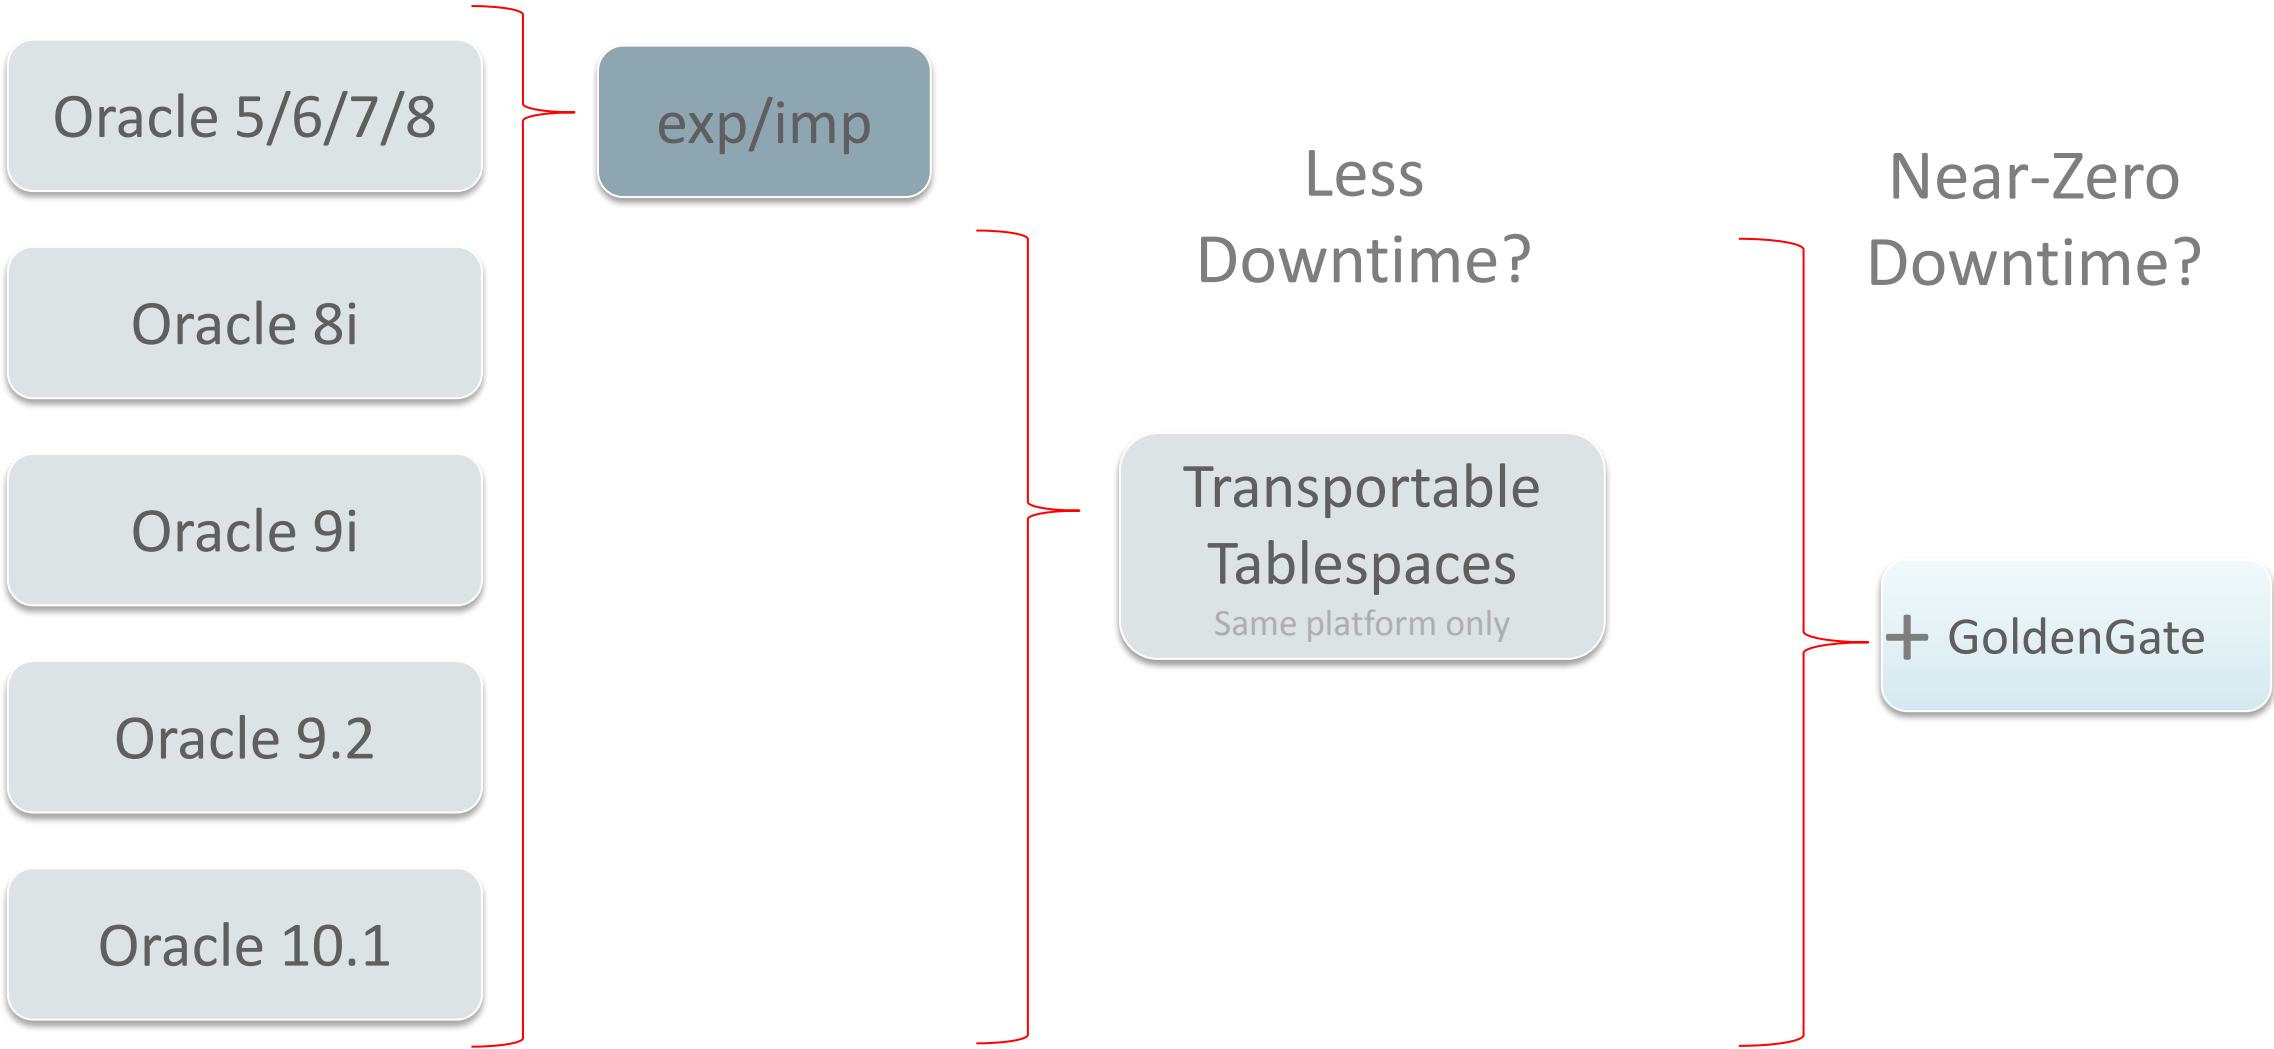 Oracle 5/6/7/8
Oracle 8i
Oracle 9i
Oracle 9.2
Oracle 10.1
exp/imp
Less
Downtime?
Transportable
Tablespaces
Same platform only
Near-Zero
Downtime?
+ GoldenGate